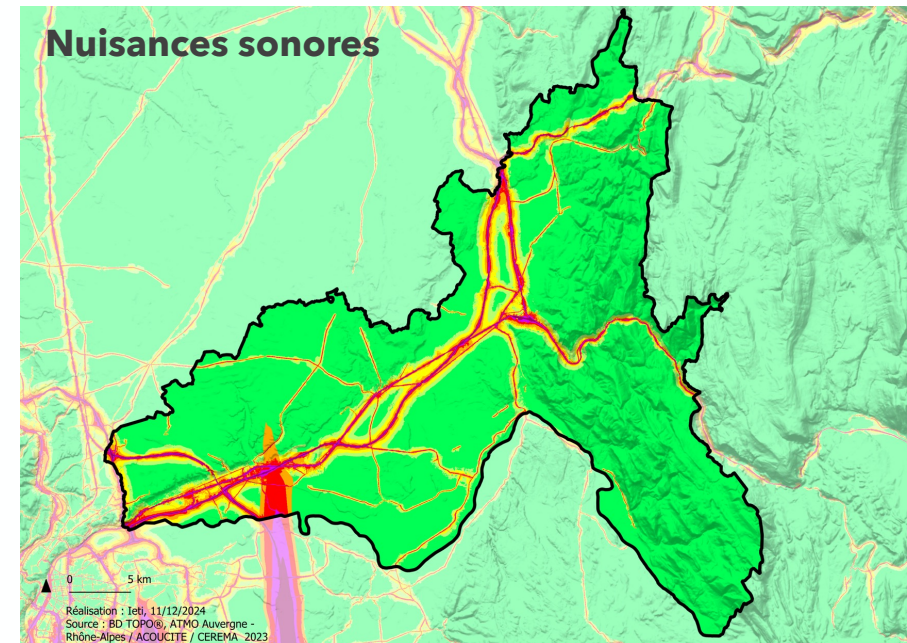 Nuisances sonores
0 5 km
Réalisation : Ieti, 11/12/2024
Source : BD TOPO®, ATMO Auvergne -
Rhône-Alpes / ACOUCITE / CEREMA 2023